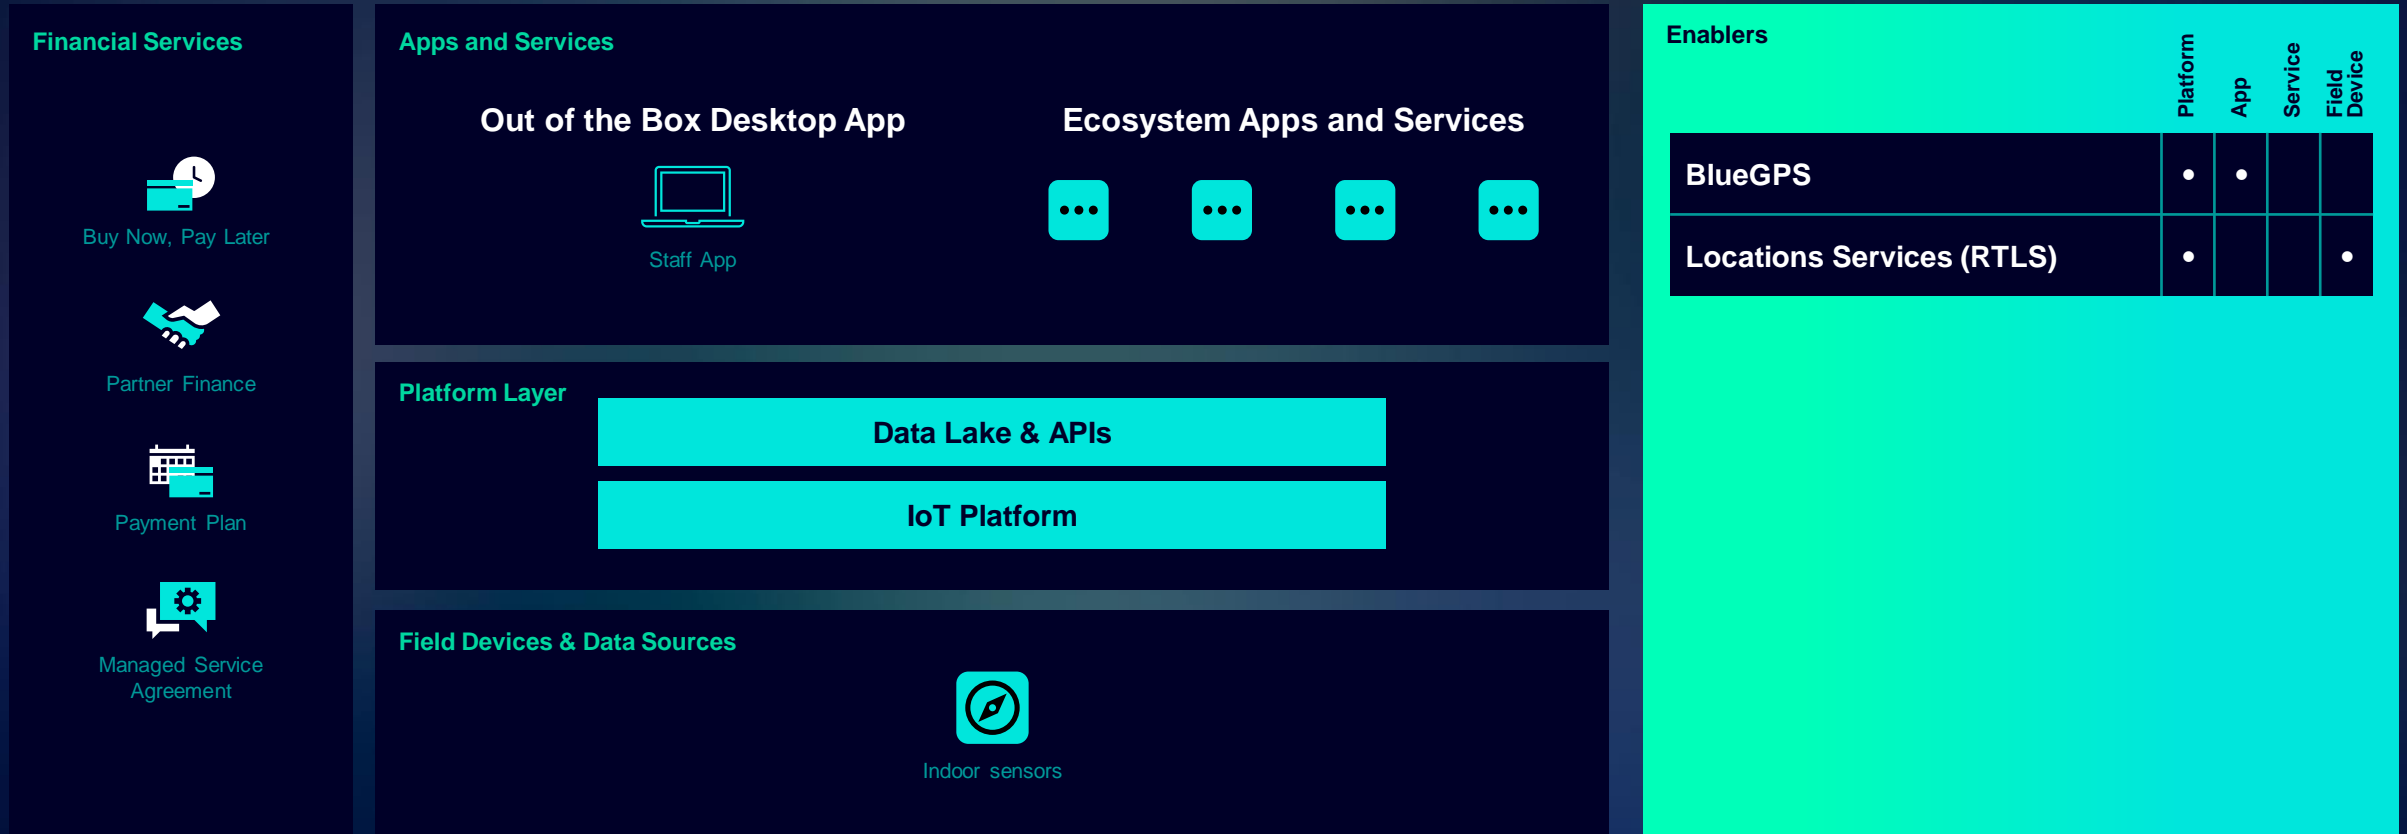 Financial Services
Buy Now, Pay Later
Partner Finance
Payment Plan
Managed Service
Agreement
Apps and Services
Out of the Box Desktop App
Staff App
Ecosystem Apps and Services
Platform Layer
Data Lake & APIs
IoT Platform
Field Devices & Data Sources
Indoor sensors
Enablers
Platform
App
Service
Field
Device
BlueGPS • •
Locations Services (RTLS) • •